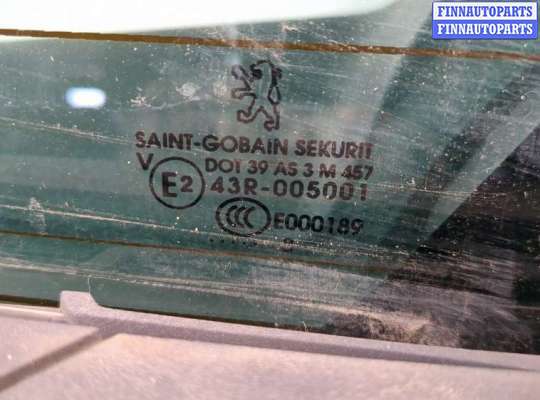 FINNAUTOPARTS
FINNAUTOPARTS
SAINT-GOBAIN SEKURIT
V DOT 39 AS 3 M 457
E2 43R-005001
CCC E000189